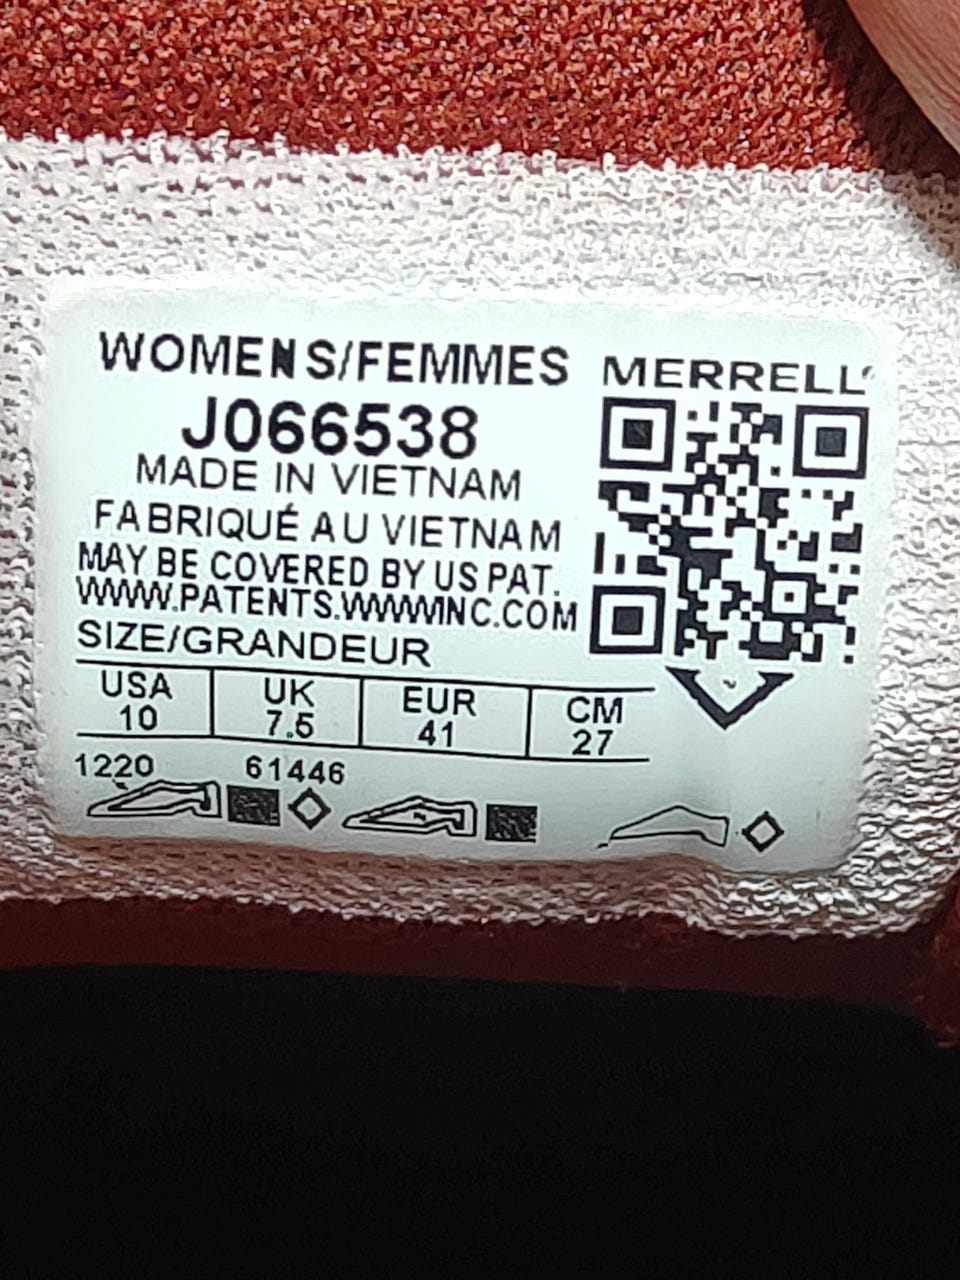 WOMENS/FEMMES
MERRELL
J066538
MADE IN VIETNAM
FABRIQUÉ AU VIETNAM
MAY BE COVERED BY US PAT.
WWW.PATENTS.WWWINC.COM
SIZE/GRANDEUR
USA UK EUR CM
10 7.5 41 27
1220 61446